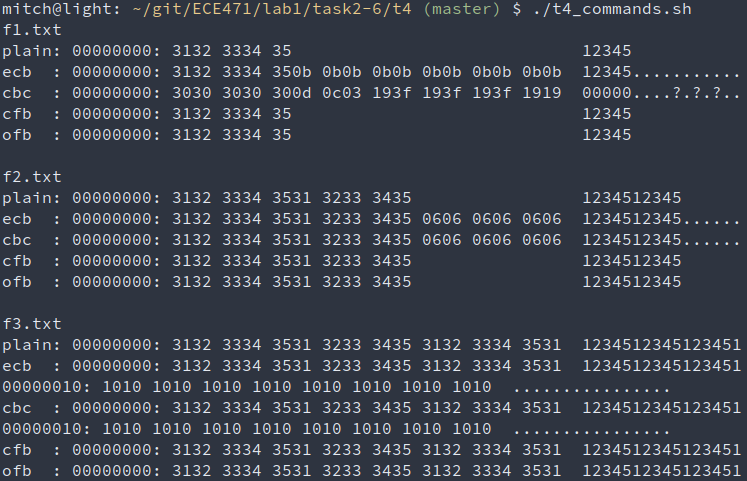 mitch@light: ~/git/ECE471/lab1/task2-6/t4 (master) $ ./t4_commands.sh
f1.txt
plain: 00000000: 3132 3334 35                             12345
ecb  : 00000000: 3132 3334 350b 0b0b 0b0b 0b0b 0b0b 0b0b  12345...........
cbc  : 00000000: 3030 3030 300d 0c03 193f 193f 193f 1919  00000....?.?.?..
cfb  : 00000000: 3132 3334 35                             12345
ofb  : 00000000: 3132 3334 35                             12345

f2.txt
plain: 00000000: 3132 3334 3531 3233 3435                 1234512345
ecb  : 00000000: 3132 3334 3531 3233 3435 0606 0606 0606  1234512345......
cbc  : 00000000: 3132 3334 3531 3233 3435 0606 0606 0606  1234512345......
cfb  : 00000000: 3132 3334 3531 3233 3435                 1234512345
ofb  : 00000000: 3132 3334 3531 3233 3435                 1234512345

f3.txt
plain: 00000000: 3132 3334 3531 3233 3435 3132 3334 3531  1234512345123451
ecb  : 00000000: 3132 3334 3531 3233 3435 3132 3334 3531  1234512345123451
00000010: 1010 1010 1010 1010 1010 1010 1010 1010  ................
cbc  : 00000000: 3132 3334 3531 3233 3435 3132 3334 3531  1234512345123451
00000010: 1010 1010 1010 1010 1010 1010 1010 1010  ................
cfb  : 00000000: 3132 3334 3531 3233 3435 3132 3334 3531  1234512345123451
ofb  : 00000000: 3132 3334 3531 3233 3435 3132 3334 3531  1234512345123451